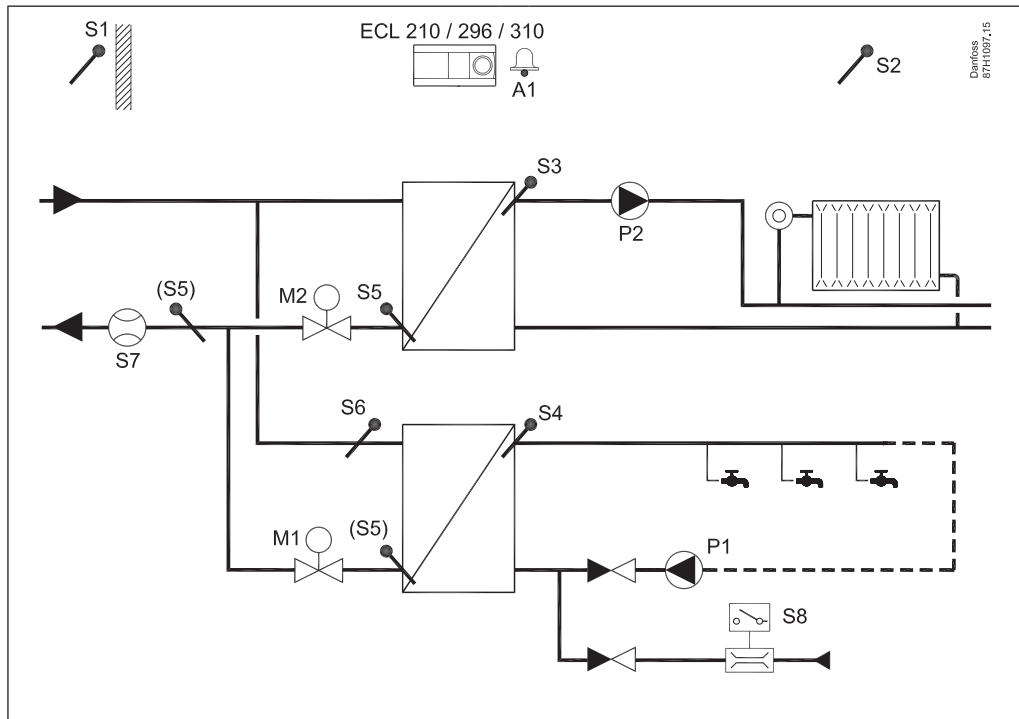 S1
ECL 210 / 296 / 310
A1
S2
Danfoss
87H1097.15
S3
P2
(S5)
M2
S5
S7
S6
S4
M1
(S5)
P1
S8